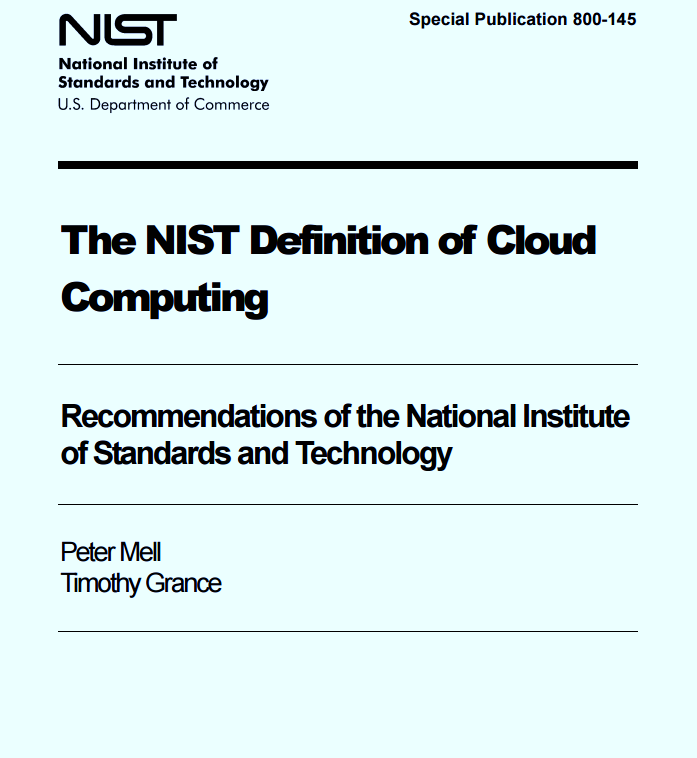 NIST
Special Publication 800-145
National Institute of
Standards and Technology
U.S. Department of Commerce
The NIST Definition of Cloud
Computing
Recommendations of the National Institute
of Standards and Technology
Peter Mell
Timothy Grance